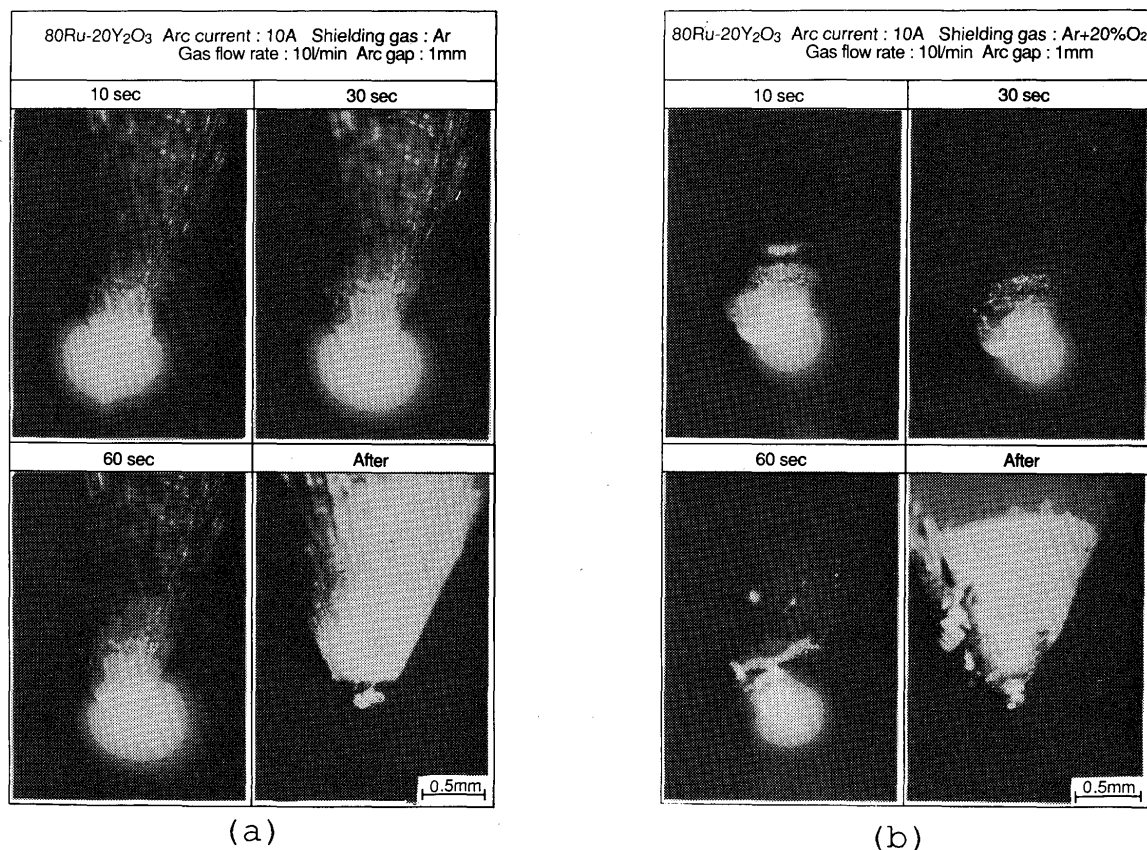 80Ru-20Y₂O₃ Arc current : 10A Shielding gas : Ar
Gas flow rate : 10l/min Arc gap : 1mm
10 sec
30 sec
60 sec
After
0.5mm
(a)
80Ru-20Y₂O₃ Arc current : 10A Shielding gas : Ar+20%O₂
Gas flow rate : 10l/min Arc gap : 1mm
10 sec
30 sec
60 sec
After
0.5mm
(b)